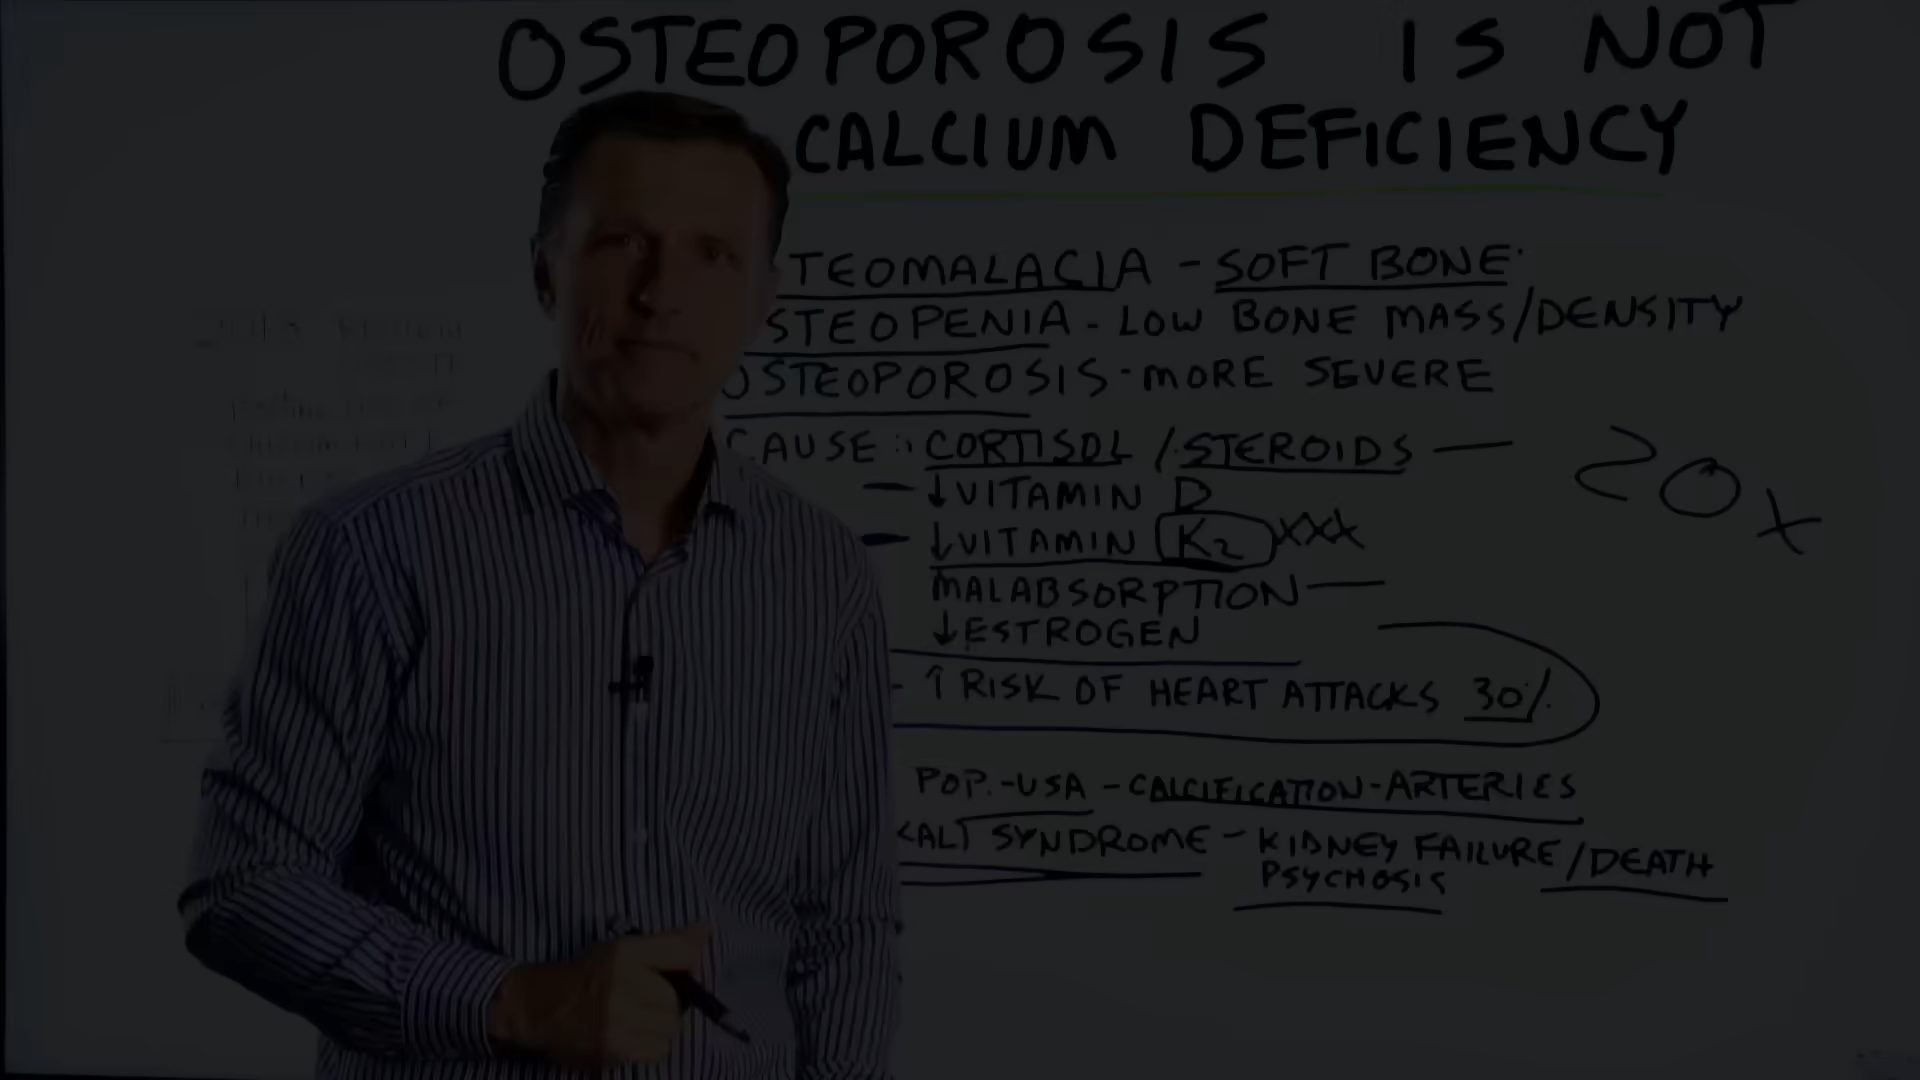 OSTEOPOROSIS IS NOT
CALCIUM DEFICIENCY
TEOMALACIA - SOFT BONE
STEOPENIA - LOW BONE MASS/DENSITY
OSTEOPOROSIS - MORE SEVERE
CAUSE: CORTISOL / STEROIDS — 20x
↓VITAMIN D
↓VITAMIN K2 xxx
MALABSORPTION —
↓ESTROGEN
- ↑RISK OF HEART ATTACKS 30%
POP. - USA - CALCIFICATION - ARTERIES
KALI SYNDROME - KIDNEY FAILURE / DEATH
PSYCHOSIS